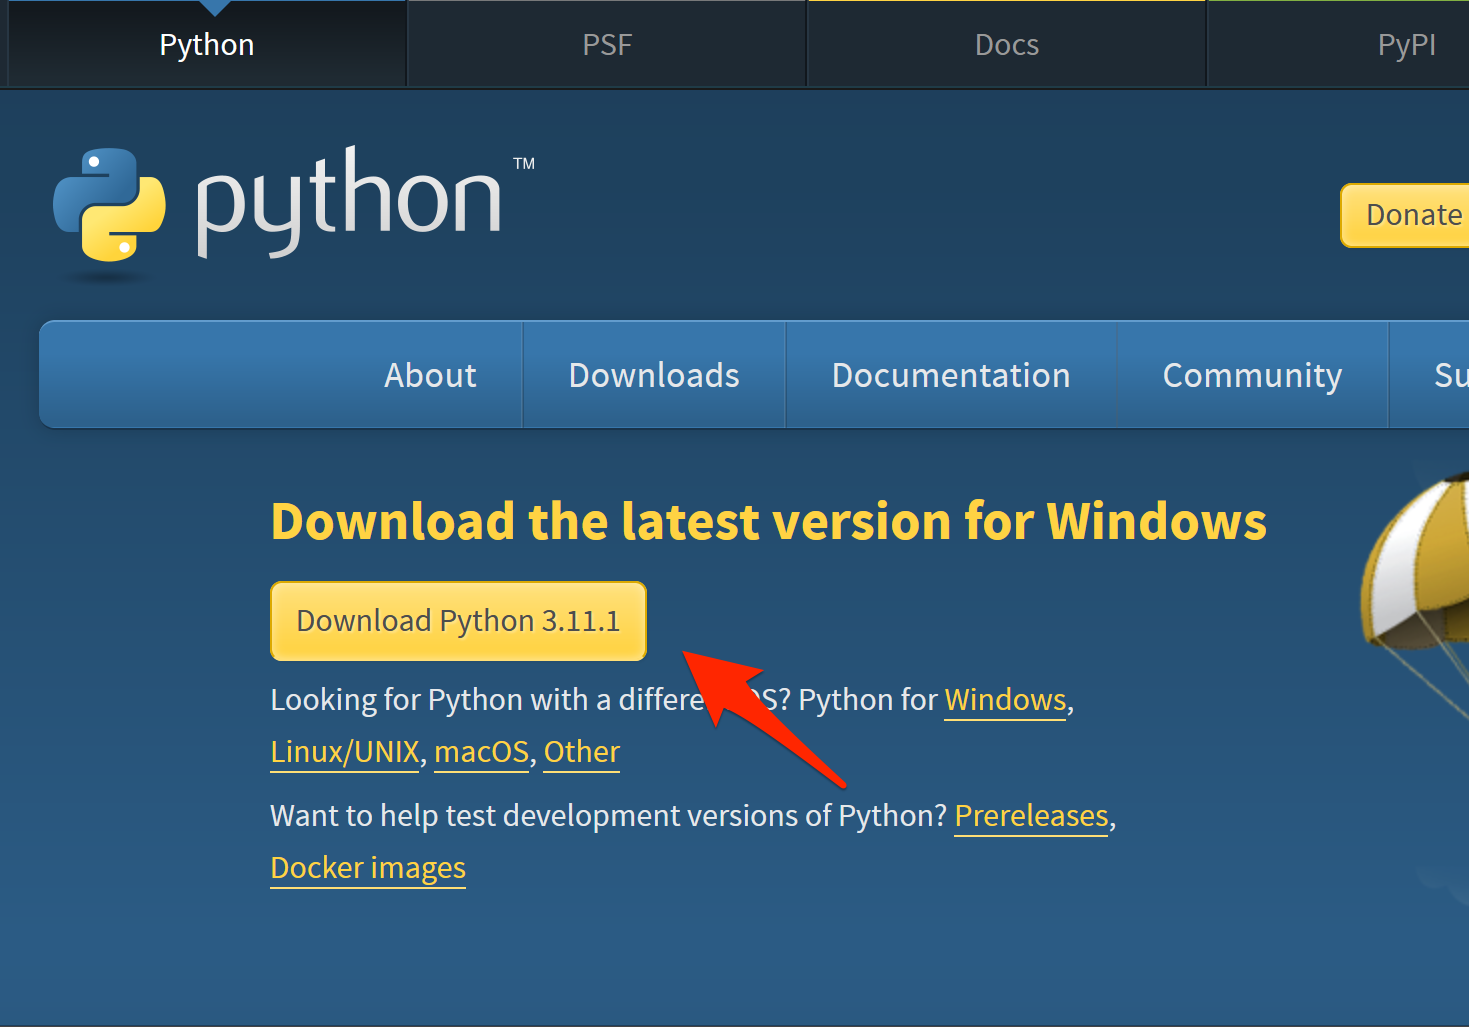 Python
PSF
Docs
PyPI
python™
Donate
About
Downloads
Documentation
Community
Su
Download the latest version for Windows
Download Python 3.11.1
Looking for Python with a differe OS? Python for Windows,
Linux/UNIX, macOS, Other
Want to help test development versions of Python? Prereleases,
Docker images